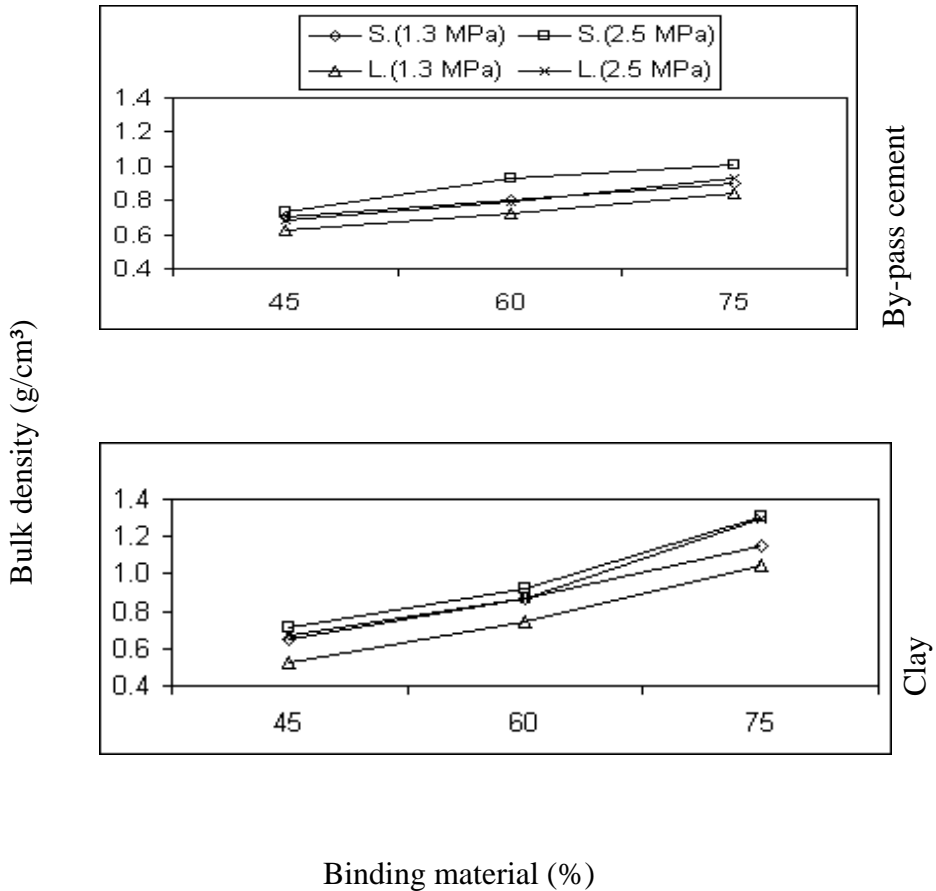 S.(1.3 MPa) S.(2.5 MPa)
L.(1.3 MPa) L.(2.5 MPa)
1.4
1.2
1.0
0.8
0.6
0.4
45 60 75
By-pass cement
Bulk density (g/cm³)
1.4
1.2
1.0
0.8
0.6
0.4
45 60 75
Clay
Binding material (%)